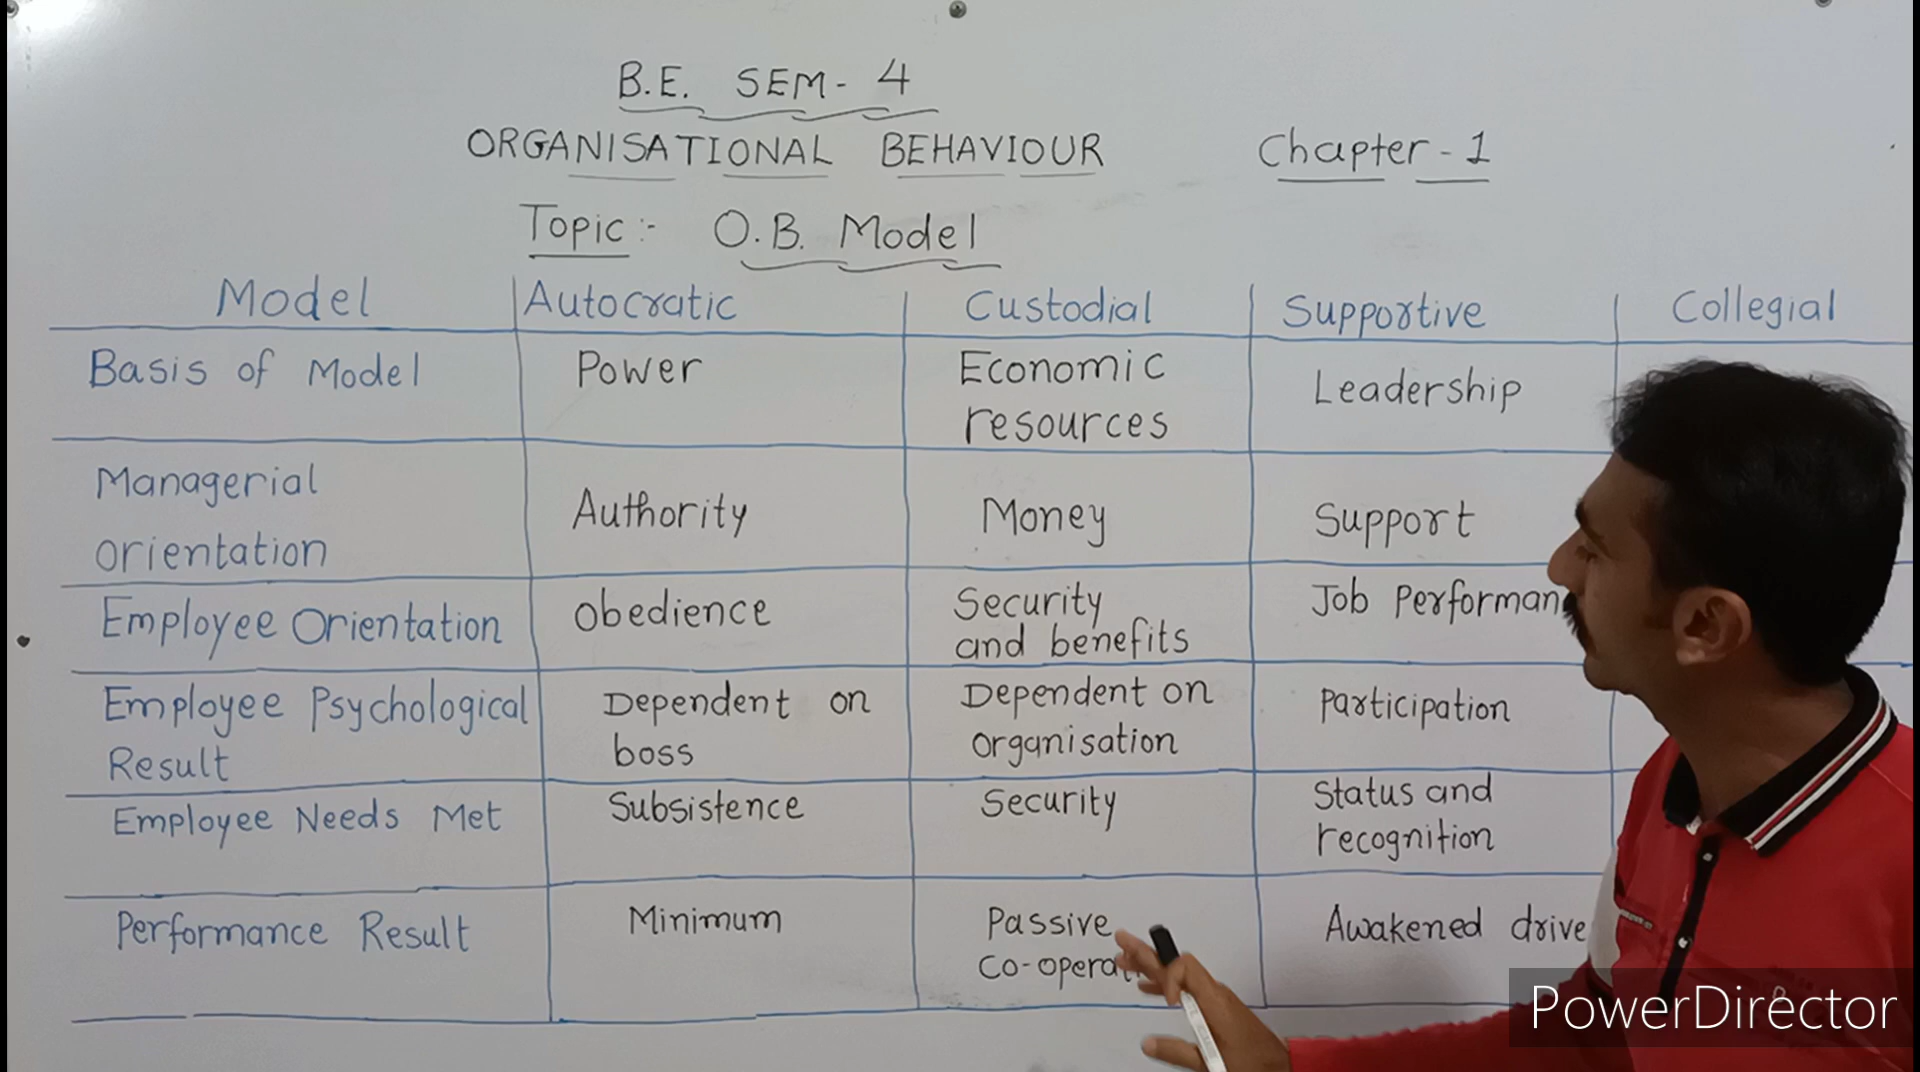 B.E. SEM-4
ORGANISATIONAL BEHAVIOUR Chapter-1
Topic:- O.B. Model
Model Autocratic Custodial Supportive Collegial
Basis of Model Power Economic resources Leadership
Managerial orientation Authority Money Support
Employee Orientation Obedience Security and benefits Job
Employee Psychological Result Dependent on boss Dependent on organisation Participation
Employee Needs Met Subsistence Security Status and recognition
Performance Result Minimum Passive Awakened drive
PowerDirector